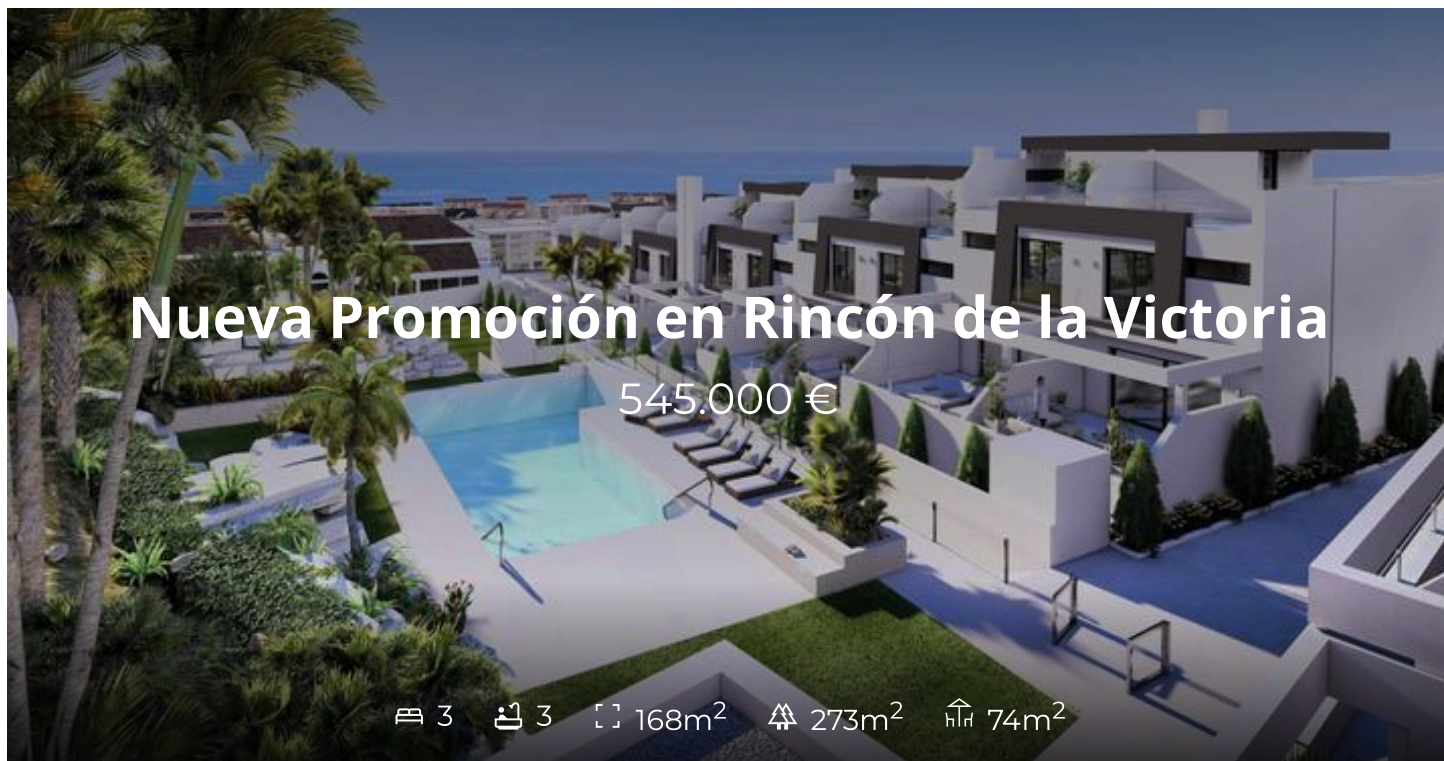 Nueva Promoción en Rincón de la Victoria
545.000 €
3 3 168m² 273m² 74m²